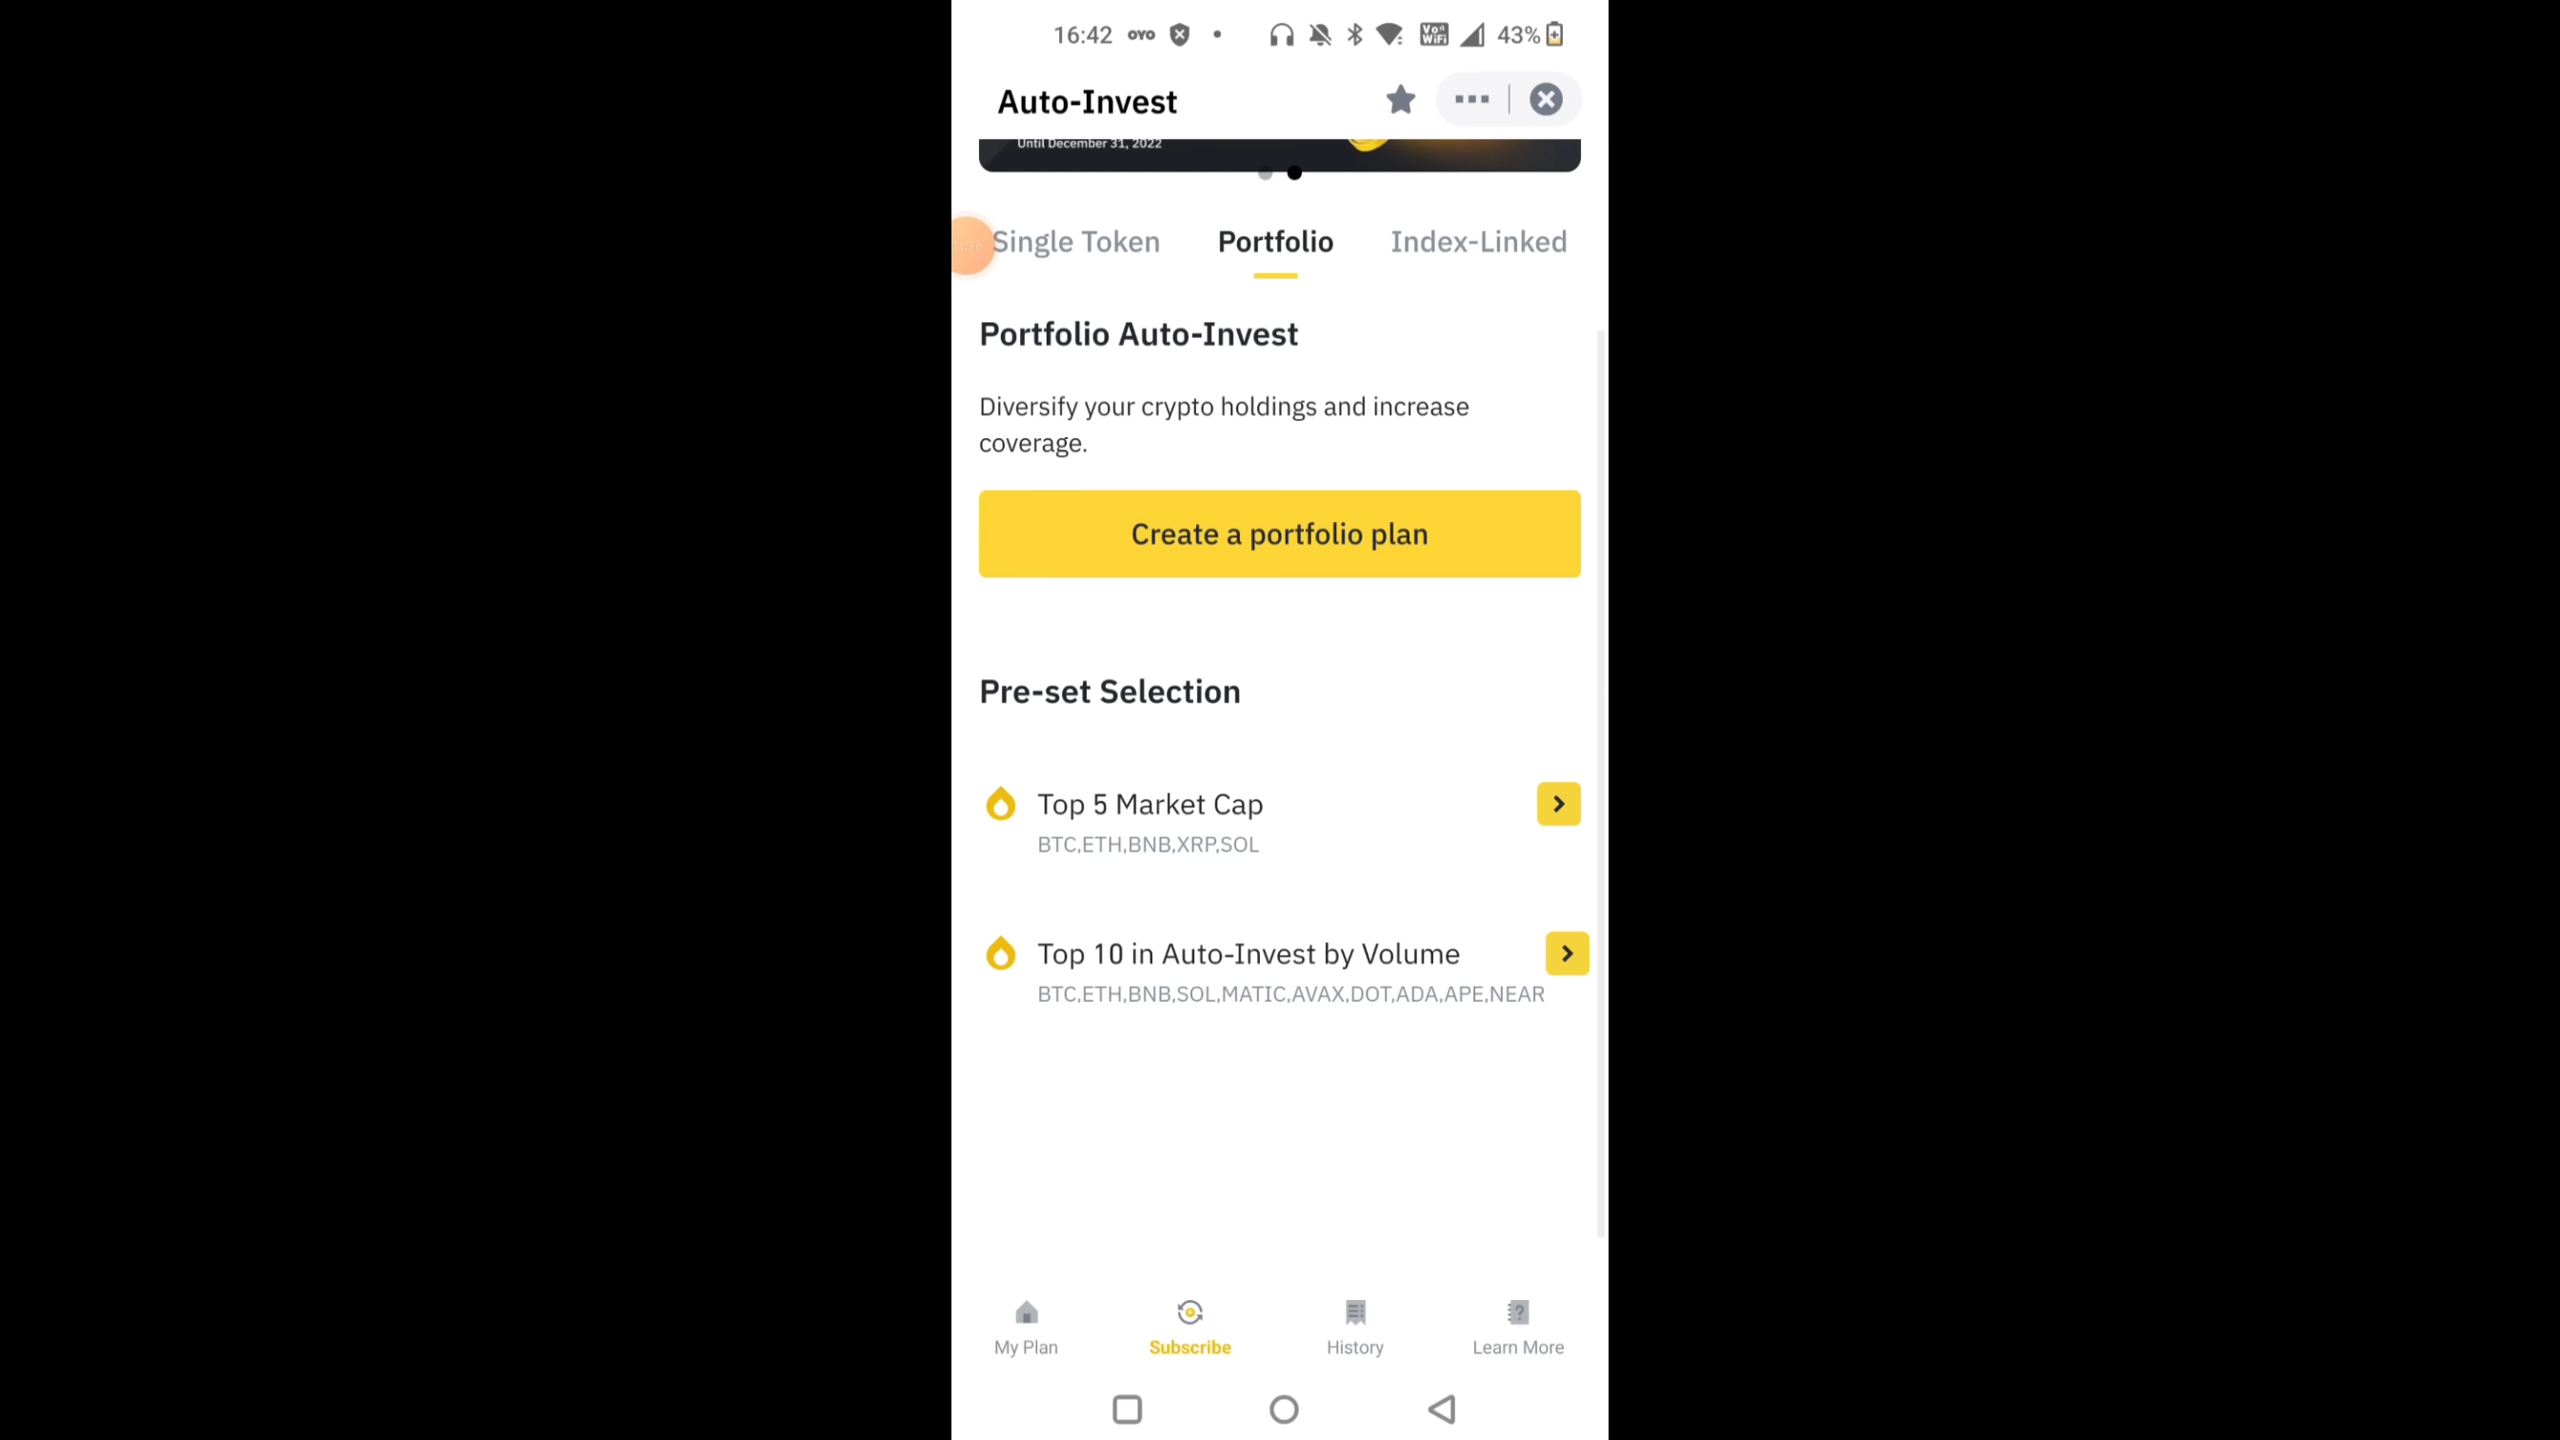 16:42 OYO Vo WiFi 43%
Auto-Invest
Until December 31, 2022
Single Token Portfolio Index-Linked
Portfolio Auto-Invest
Diversify your crypto holdings and increase
coverage.
Create a portfolio plan
Pre-set Selection
Top 5 Market Cap
BTC,ETH,BNB,XRP,SOL
Top 10 in Auto-Invest by Volume
BTC,ETH,BNB,SOL,MATIC,AVAX,DOT,ADA,APE,NEAR
My Plan Subscribe History Learn More